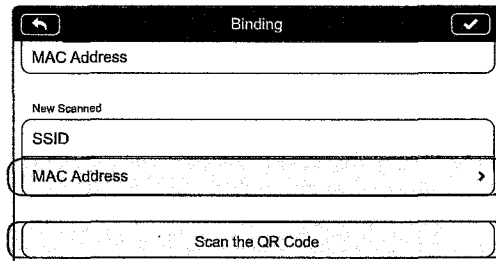 Binding
MAC Address
New Scanned
SSID
MAC Address
Scan the QR Code